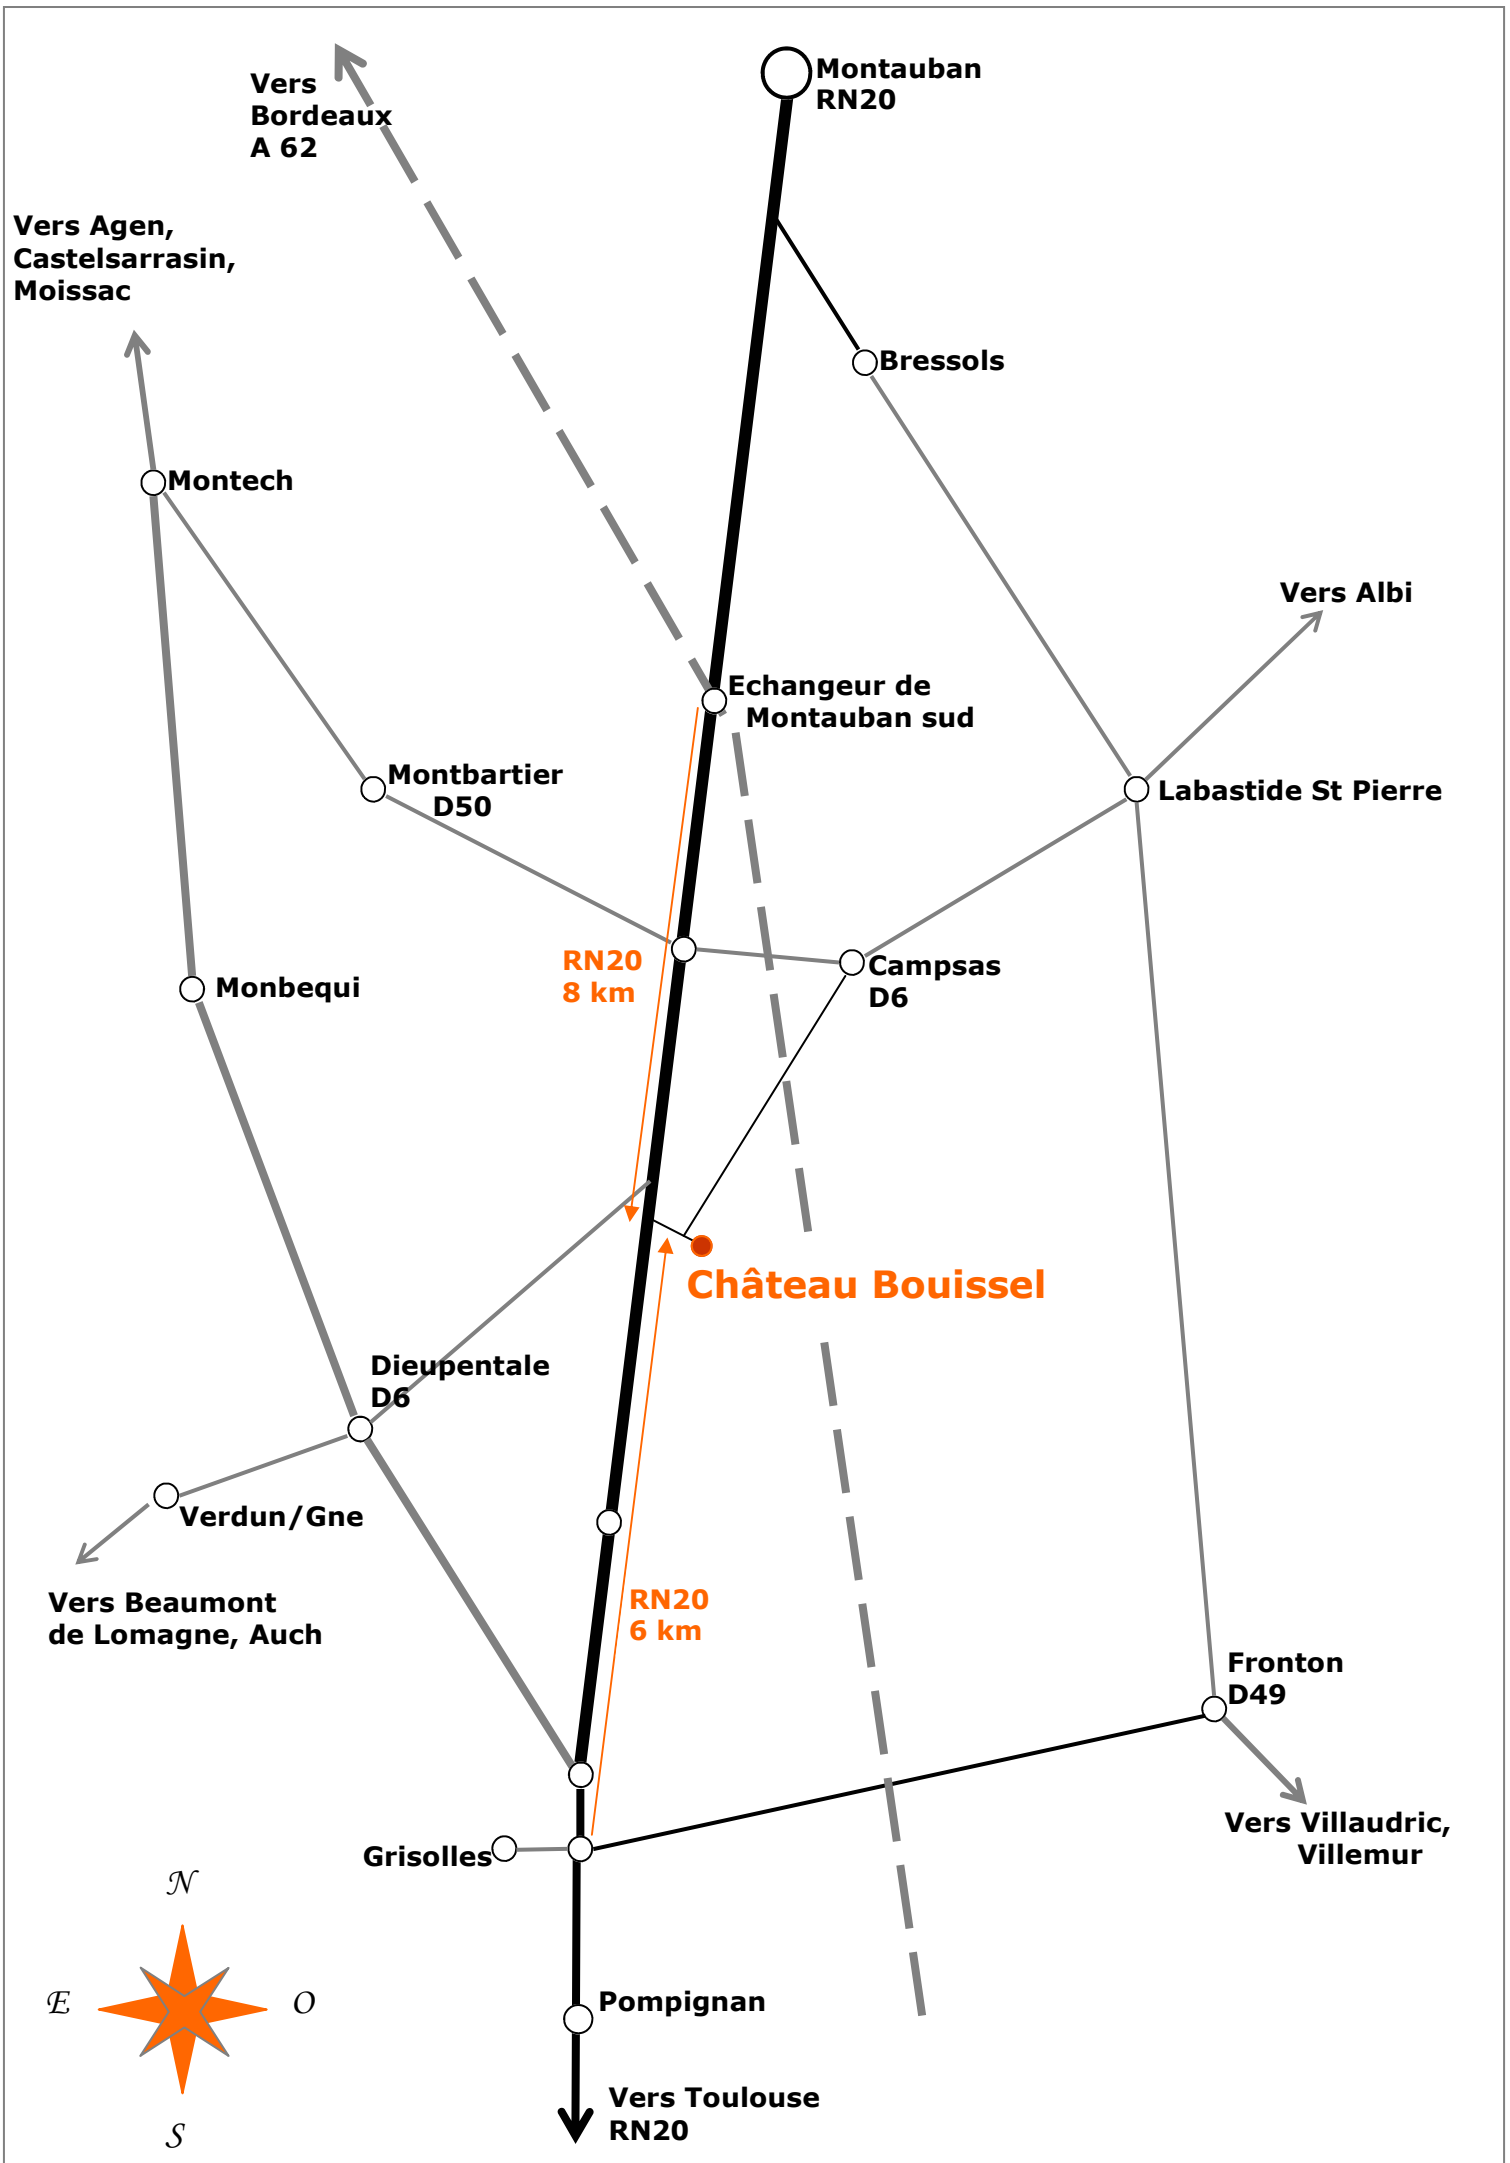 Montauban
RN20
Vers
Bordeaux
A 62
Vers Agen,
Castelsarrasin,
Moissac
Bressols
Montech
Vers Albi
Echangeur de
Montauban sud
Montbartier
D50
Labastide St Pierre
RN20
8 km
Campsas
D6
Monbequi
Château Bouissel
Dieupentale
D6
Verdun/Gne
Vers Beaumont
de Lomagne, Auch
RN20
6 km
Fronton
D49
Vers Villaudric,
Villemur
Grisolles
N
E
O
S
Pompignan
Vers Toulouse
RN20